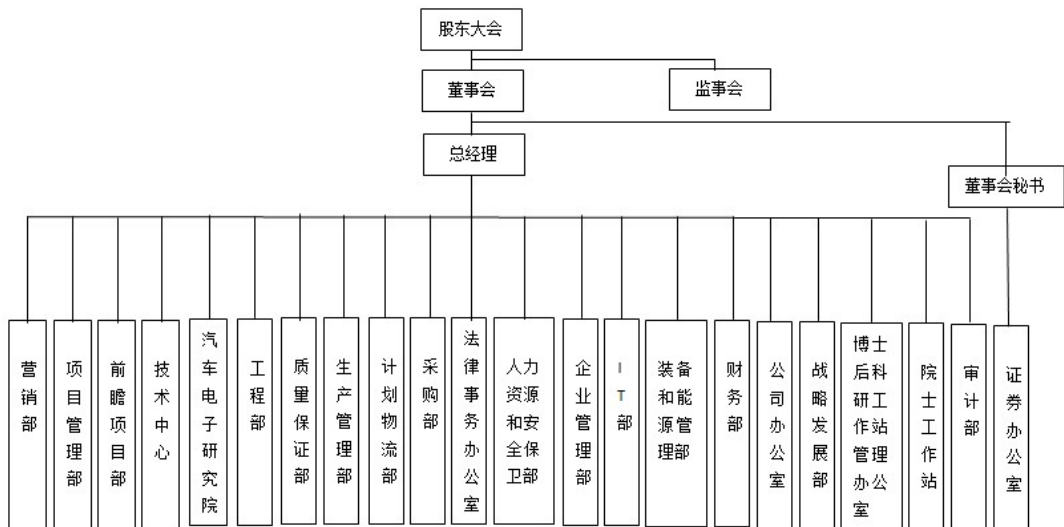 股东大会
董事会
监事会
总经理
董事会秘书
营销部
项目管理部
前瞻项目部
技术中心
汽车电子研究院
工程部
质量保证部
生产管理部
计划物流部
采购部
法律事务办公室
人力资源和安全保卫部
企业管理部
IT部
装备和能源管理部
财务部
公司办公室
战略发展部
博士后科研工作站管理办公室
院士工作站
审计部
证券办公室